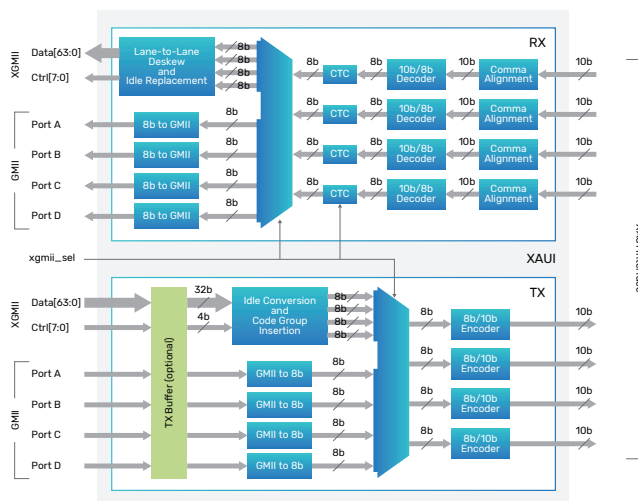 RX
XGMII
Data[63:0]
Ctrl[7:0]
Lane-to-Lane
Deskew
and
Idle Replacement
8b
8b
8b
8b
8b
CTC
8b
10b/8b
Decoder
10b
Comma
Alignment
10b
8b
CTC
8b
10b/8b
Decoder
10b
Comma
Alignment
10b
8b
CTC
8b
10b/8b
Decoder
10b
Comma
Alignment
10b
8b
CTC
8b
10b/8b
Decoder
10b
Comma
Alignment
10b
GMII
Port A
8b to GMII
8b
Port B
8b to GMII
8b
Port C
8b to GMII
8b
Port D
8b to GMII
8b
xgmii_sel
XAUI
TX
XGMII
Data[63:0]
Ctrl[7:0]
TX Buffer (optional)
32b
4b
Idle Conversion
and
Code Group
Insertion
8b
8b
8b
8b
8b
8b/10b
Encoder
10b
8b
8b/10b
Encoder
10b
8b
8b/10b
Encoder
10b
8b
8b/10b
Encoder
10b
GMII
Port A
GMII to 8b
8b
Port B
GMII to 8b
8b
Port C
GMII to 8b
8b
Port D
GMII to 8b
8b